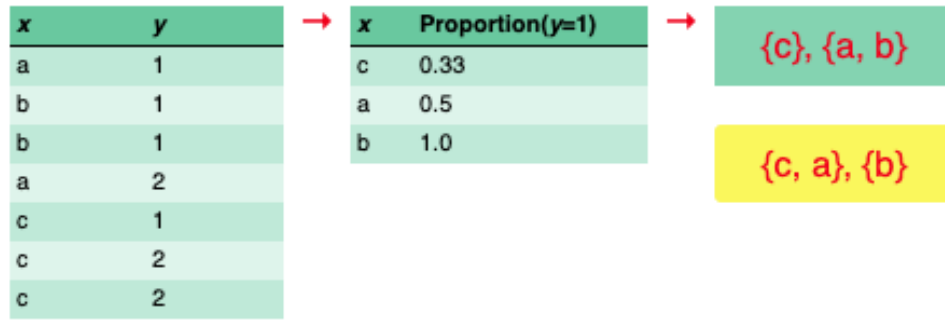 x y
a 1
b 1
b 1
a 2
c 1
c 2
c 2
→
x Proportion(y=1)
c 0.33
a 0.5
b 1.0
→
{c}, {a, b}
{c, a}, {b}